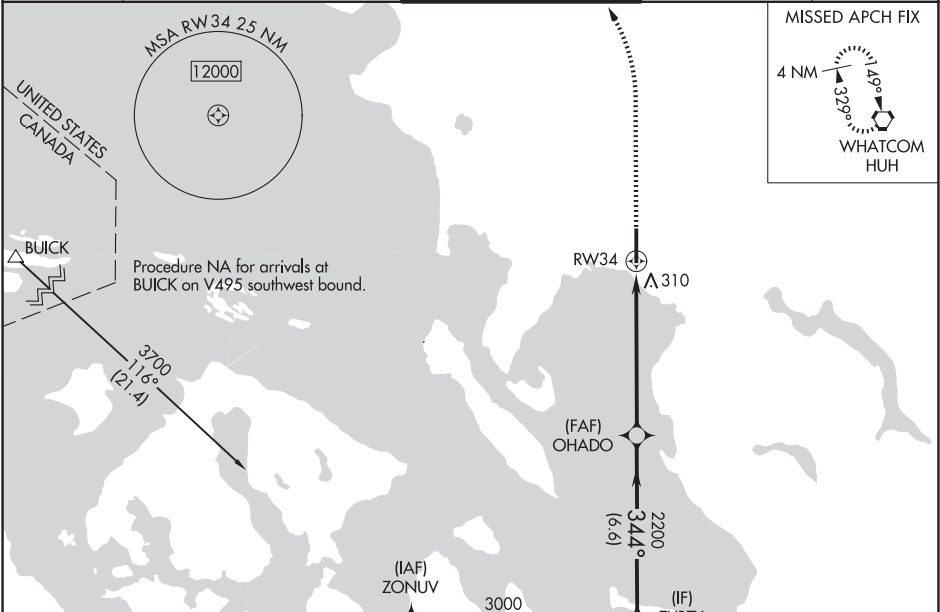 MSA RW34 25 NM
12000
MISSED APCH FIX
4 NM
149°
329°
WHATCOM
HUH
UNITED STATES
CANADA
BUICK
Procedure NA for arrivals at
BUICK on V495 southwest bound.
RW34
310
3700
116°
(21.4)
(FAF)
OHADO
2200
344°
(6.6)
(IAF)
ZONUV
3000
(IF)